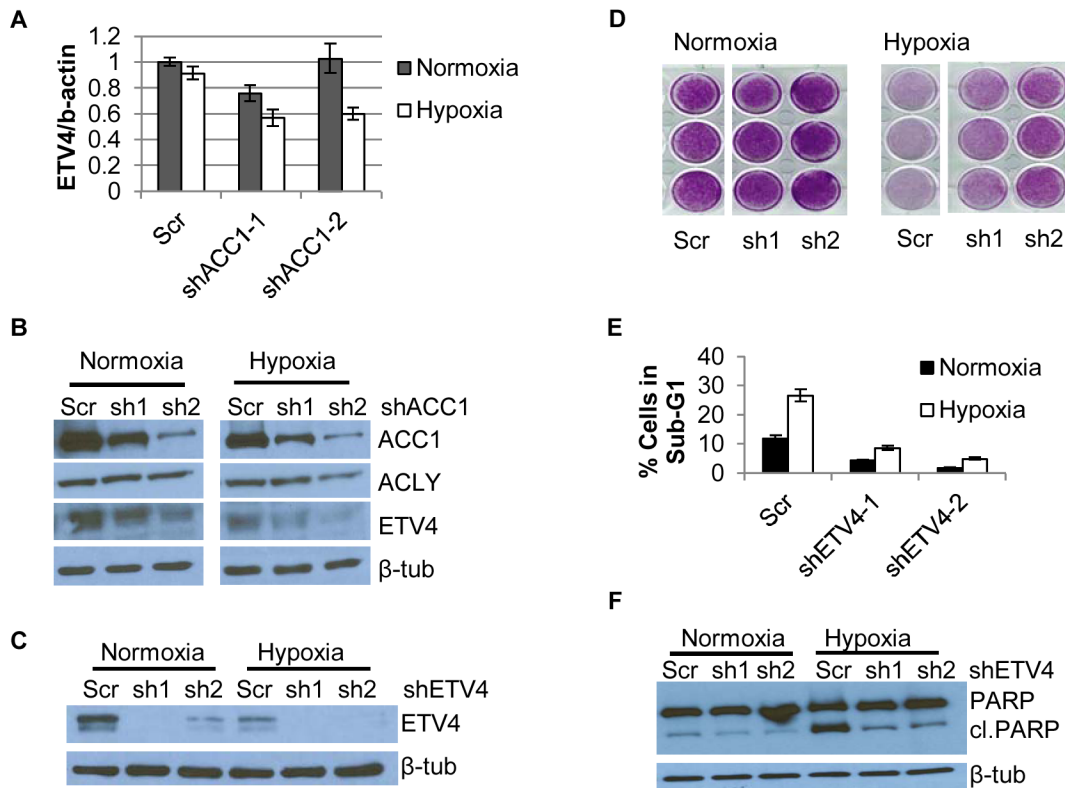 A
ETV4/b-actin
1.2
1
0.8
0.6
0.4
0.2
0
Normoxia
Hypoxia
Scr
shACC1-1
shACC1-2
B
Normoxia Hypoxia
Scr sh1 sh2 Scr sh1 sh2 shACC1
ACC1
ACLY
ETV4
β-tub
C
Normoxia Hypoxia
Scr sh1 sh2 Scr sh1 sh2 shETV4
ETV4
β-tub
D
Normoxia Hypoxia
Scr sh1 sh2 Scr sh1 sh2
E
% Cells in
Sub-G1
40
30
20
10
0
Normoxia
Hypoxia
Scr
shETV4-1
shETV4-2
F
Normoxia Hypoxia
Scr sh1 sh2 Scr sh1 sh2 shETV4
PARP
cl.PARP
β-tub